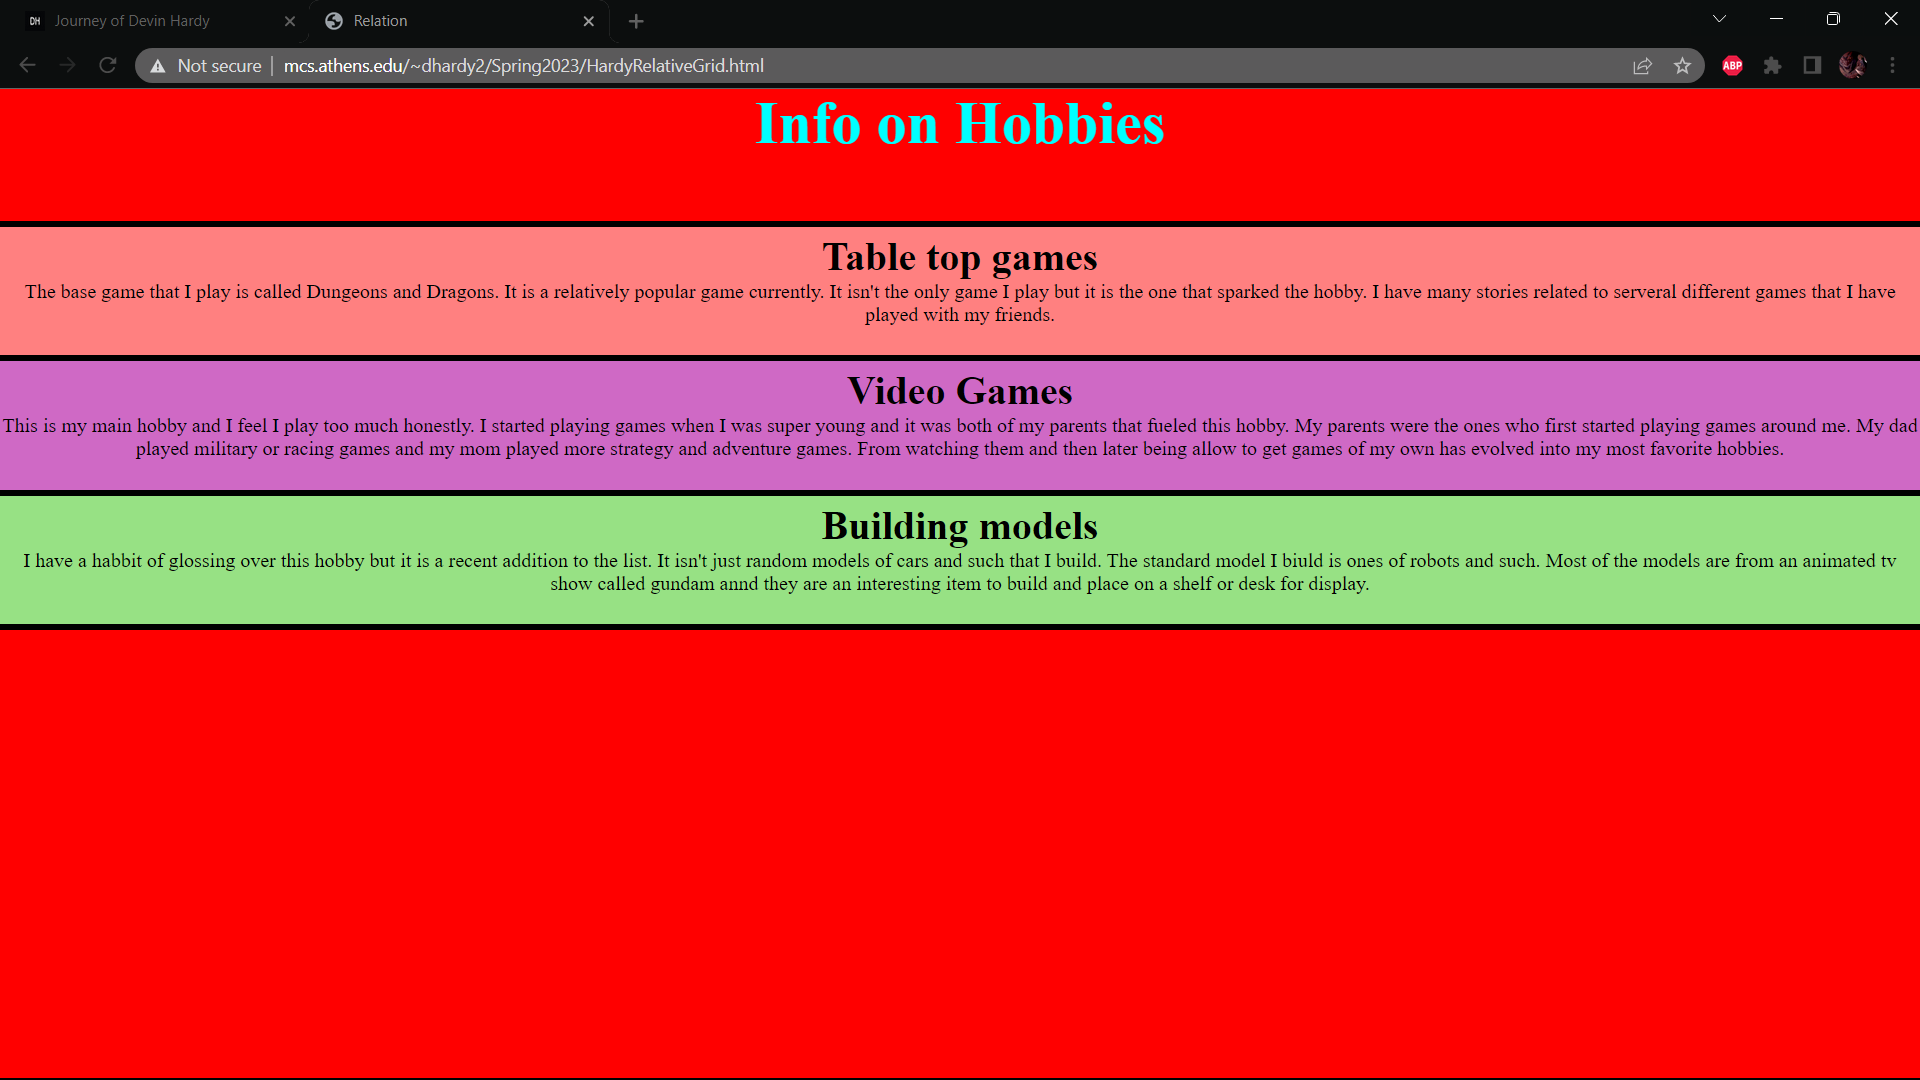 DH Journey of Devin Hardy Relation
Not secure mcs.athens.edu/~dhardy2/Spring2023/HardyRelativeGrid.html ABP
Info on Hobbies
Table top games
The base game that I play is called Dungeons and Dragons. It is a relatively popular game currently. It isn't the only game I play but it is the one that sparked the hobby. I have many stories related to serveral different games that I have
played with my friends.
Video Games
This is my main hobby and I feel I play too much honestly. I started playing games when I was super young and it was both of my parents that fueled this hobby. My parents were the ones who first started playing games around me. My dad
played military or racing games and my mom played more strategy and adventure games. From watching them and then later being allow to get games of my own has evolved into my most favorite hobbies.
Building models
I have a habbit of glossing over this hobby but it is a recent addition to the list. It isn't just random models of cars and such that I build. The standard model I biuld is ones of robots and such. Most of the models are from an animated tv
show called gundam annd they are an interesting item to build and place on a shelf or desk for display.